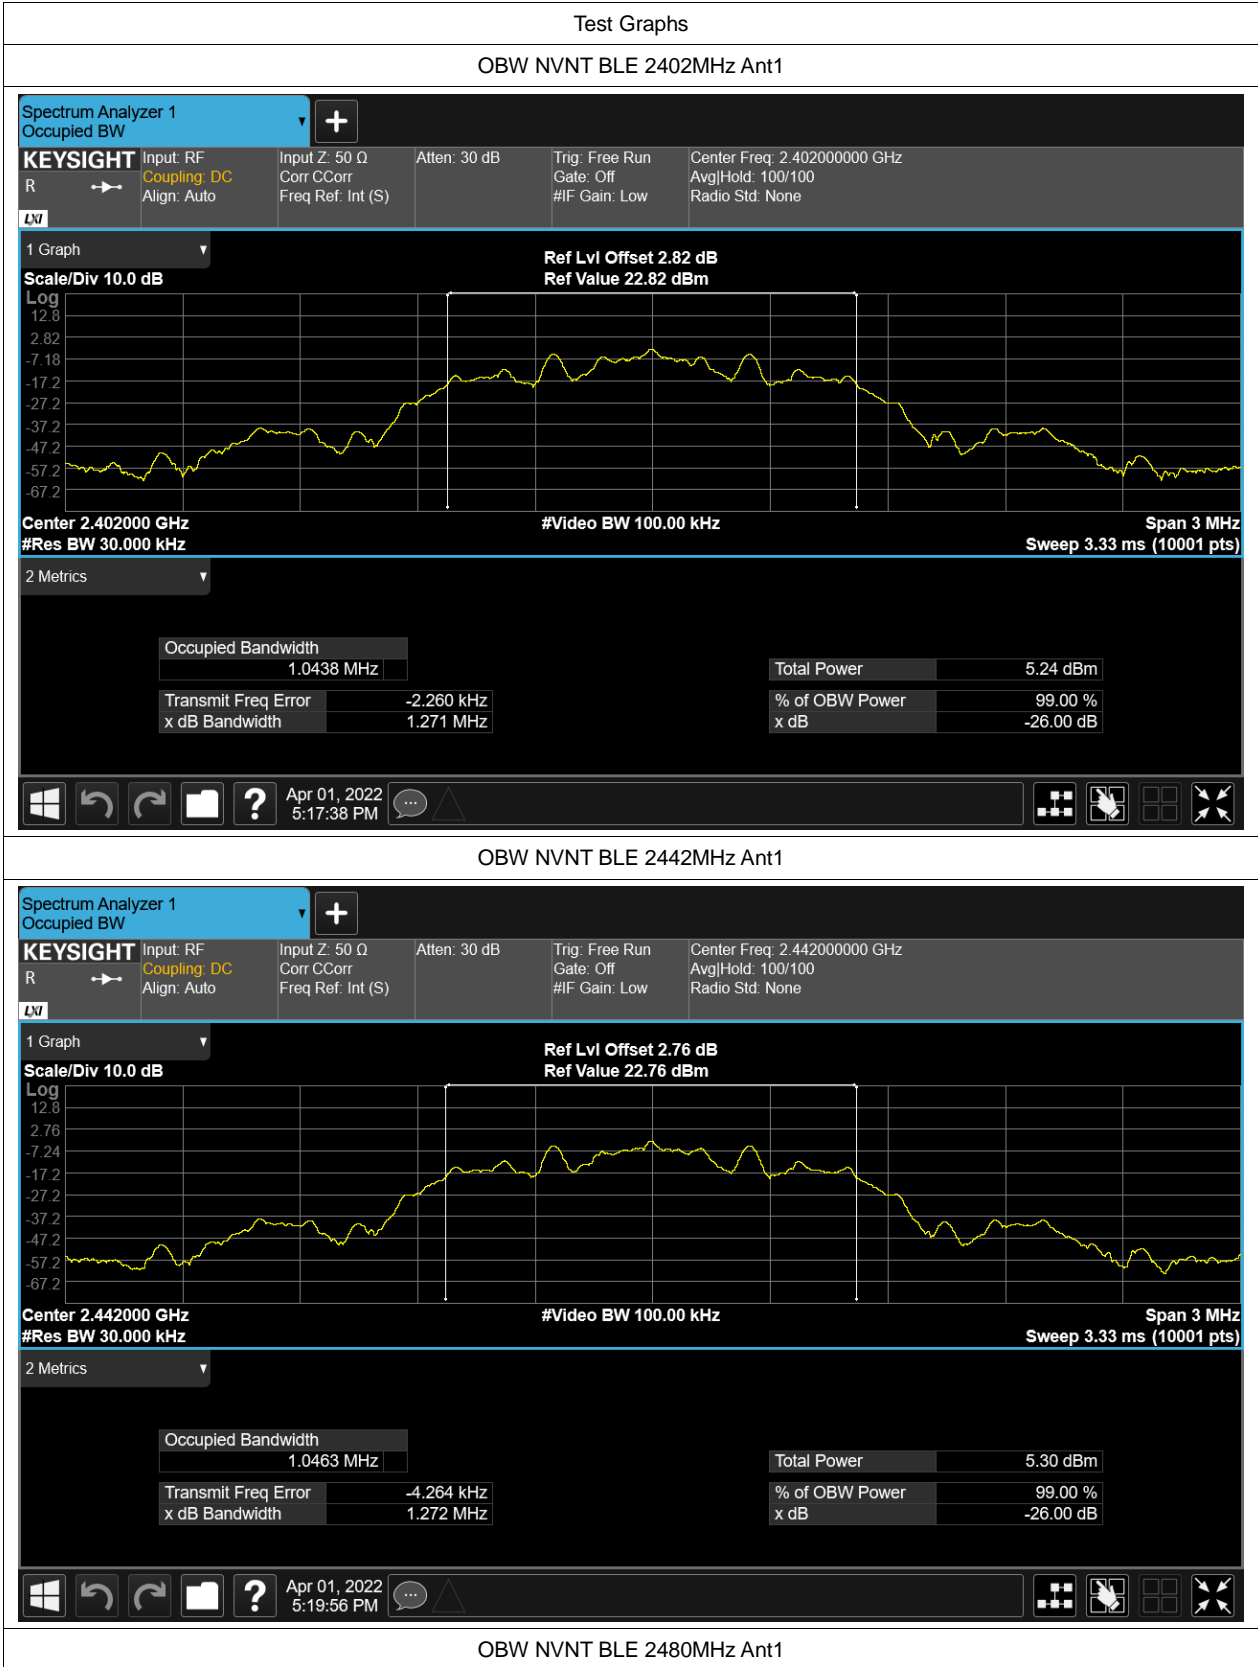 Test Graphs
OBW NVNT BLE 2402MHz Ant1
Spectrum Analyzer 1
Occupied BW
KEYSIGHT
R
LXI
Input: RF
Coupling: DC
Align: Auto
Input Z: 50 Ω
Corr CCorr
Freq Ref: Int (S)
Atten: 30 dB
Trig: Free Run
Gate: Off
#IF Gain: Low
Center Freq: 2.402000000 GHz
Avg|Hold: 100/100
Radio Std: None
1 Graph
Ref Lvl Offset 2.82 dB
Scale/Div 10.0 dB
Ref Value 22.82 dBm
Log
12.8
2.82
-7.18
-17.2
-27.2
-37.2
-47.2
-57.2
-67.2
Center 2.402000 GHz
#Video BW 100.00 kHz
Span 3 MHz
#Res BW 30.000 kHz
Sweep 3.33 ms (10001 pts)
2 Metrics
Occupied Bandwidth
1.0438 MHz
Total Power 5.24 dBm
Transmit Freq Error -2.260 kHz
% of OBW Power 99.00 %
x dB Bandwidth 1.271 MHz
x dB -26.00 dB
Apr 01, 2022
5:17:38 PM
OBW NVNT BLE 2442MHz Ant1
Spectrum Analyzer 1
Occupied BW
KEYSIGHT
R
LXI
Input: RF
Coupling: DC
Align: Auto
Input Z: 50 Ω
Corr CCorr
Freq Ref: Int (S)
Atten: 30 dB
Trig: Free Run
Gate: Off
#IF Gain: Low
Center Freq: 2.442000000 GHz
Avg|Hold: 100/100
Radio Std: None
1 Graph
Ref Lvl Offset 2.76 dB
Scale/Div 10.0 dB
Ref Value 22.76 dBm
Log
12.8
2.76
-7.24
-17.2
-27.2
-37.2
-47.2
-57.2
-67.2
Center 2.442000 GHz
#Video BW 100.00 kHz
Span 3 MHz
#Res BW 30.000 kHz
Sweep 3.33 ms (10001 pts)
2 Metrics
Occupied Bandwidth
1.0463 MHz
Total Power 5.30 dBm
Transmit Freq Error -4.264 kHz
% of OBW Power 99.00 %
x dB Bandwidth 1.272 MHz
x dB -26.00 dB
Apr 01, 2022
5:19:56 PM
OBW NVNT BLE 2480MHz Ant1